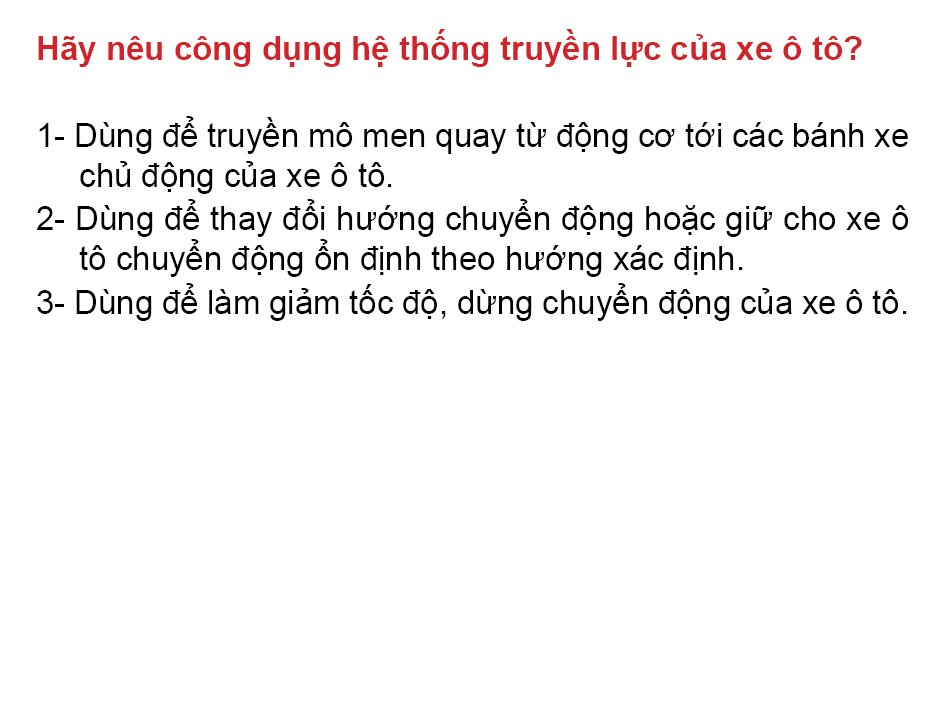 Hãy nêu công dụng hệ thống truyền lực của xe ô tô?
1- Dùng để truyền mô men quay từ động cơ tới các bánh xe
chủ động của xe ô tô.
2- Dùng để thay đổi hướng chuyển động hoặc giữ cho xe ô
tô chuyển động ổn định theo hướng xác định.
3- Dùng để làm giảm tốc độ, dừng chuyển động của xe ô tô.